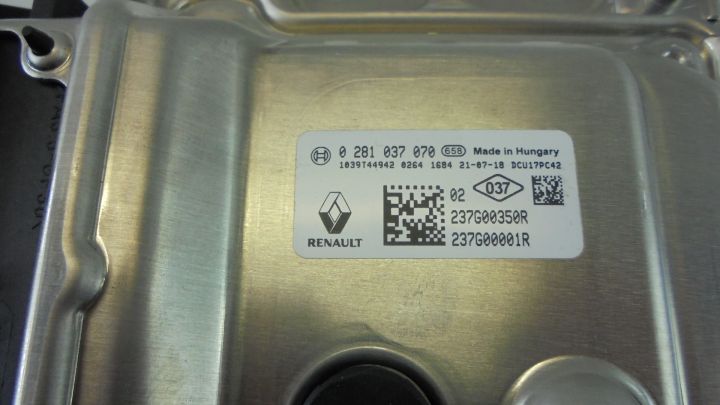 0 281 037 070 658 Made in Hungary
1039T44942 0264 1684 21-07-18 DCU17PC42
02 037
237G00350R
RENAULT 237G00001R